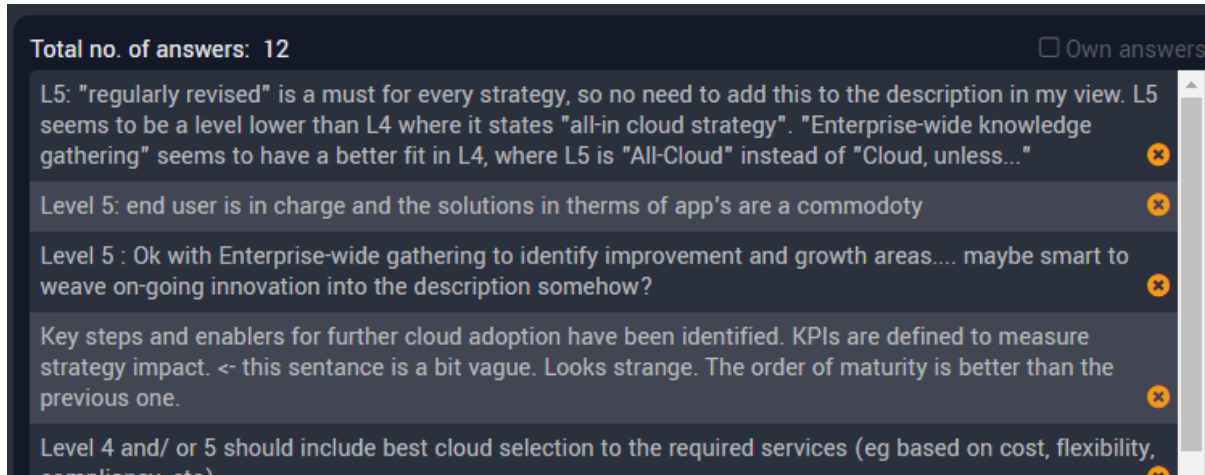 Total no. of answers: 12
Own answers
L5: "regularly revised" is a must for every strategy, so no need to add this to the description in my view. L5
seems to be a level lower than L4 where it states "all-in cloud strategy". "Enterprise-wide knowledge
gathering" seems to have a better fit in L4, where L5 is "All-Cloud" instead of "Cloud, unless..."
Level 5: end user is in charge and the solutions in therms of app's are a commodoty
Level 5 : Ok with Enterprise-wide gathering to identify improvement and growth areas.... maybe smart to
weave on-going innovation into the description somehow?
Key steps and enablers for further cloud adoption have been identified. KPIs are defined to measure
strategy impact. <- this sentence is a bit vague. Looks strange. The order of maturity is better than the
previous one.
Level 4 and/ or 5 should include best cloud selection to the required services (eg based on cost, flexibility,